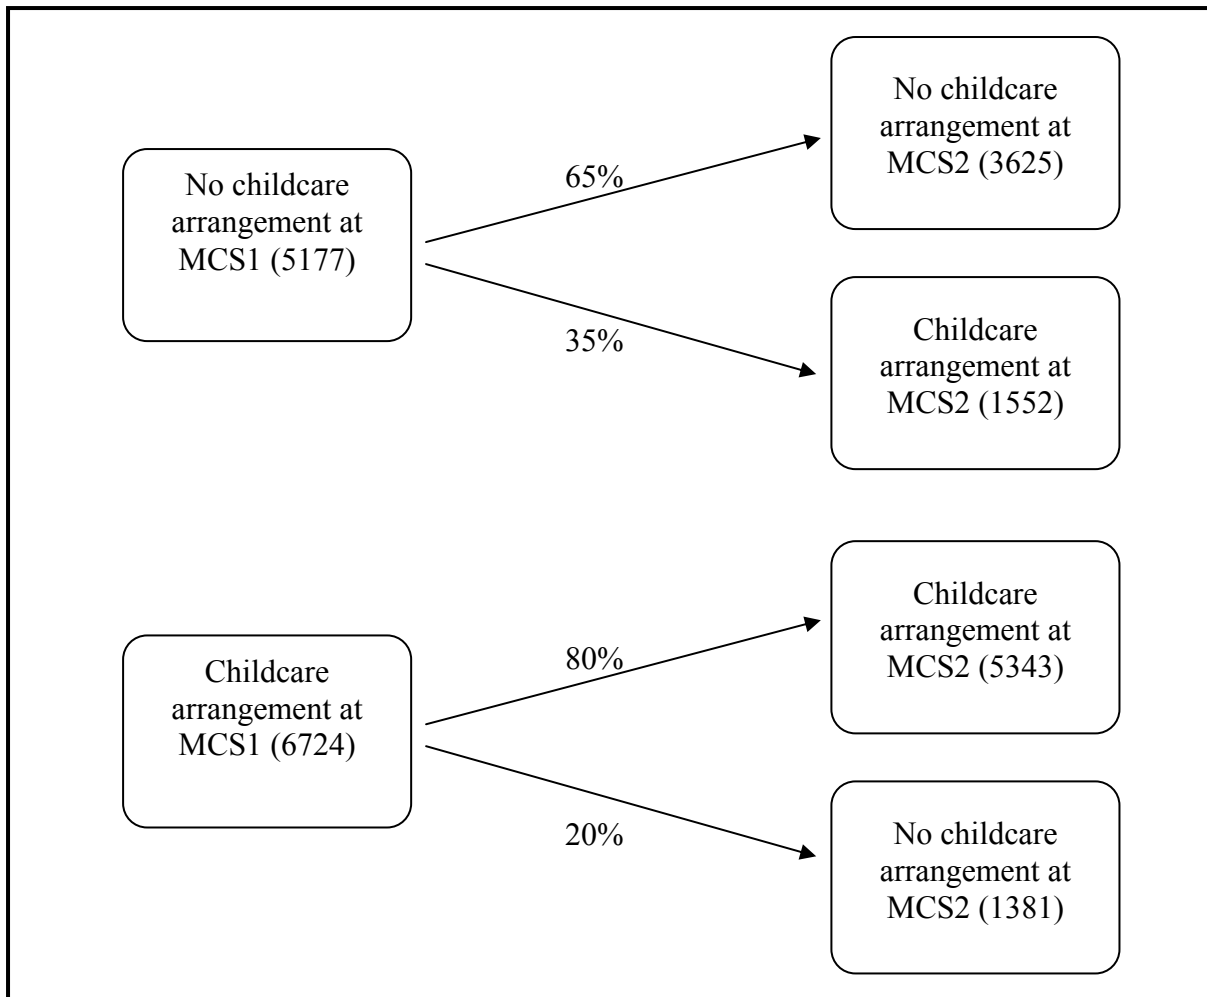 No childcare
arrangement at
MCS1 (5177)
65%
35%
No childcare
arrangement at
MCS2 (3625)
Childcare
arrangement at
MCS2 (1552)
Childcare
arrangement at
MCS1 (6724)
80%
20%
Childcare
arrangement at
MCS2 (5343)
No childcare
arrangement at
MCS2 (1381)